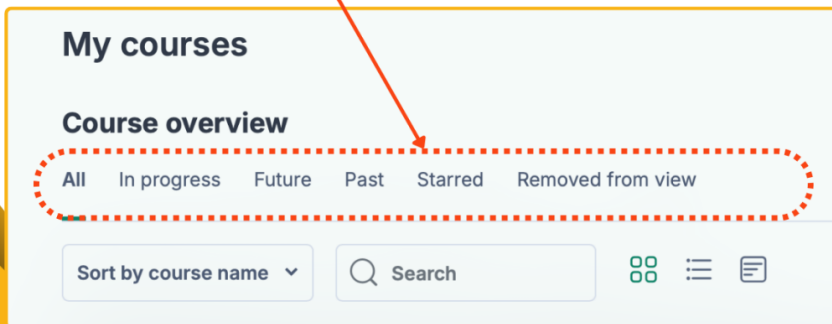 My courses
Course overview
All In progress Future Past Starred Removed from view
Sort by course name Search